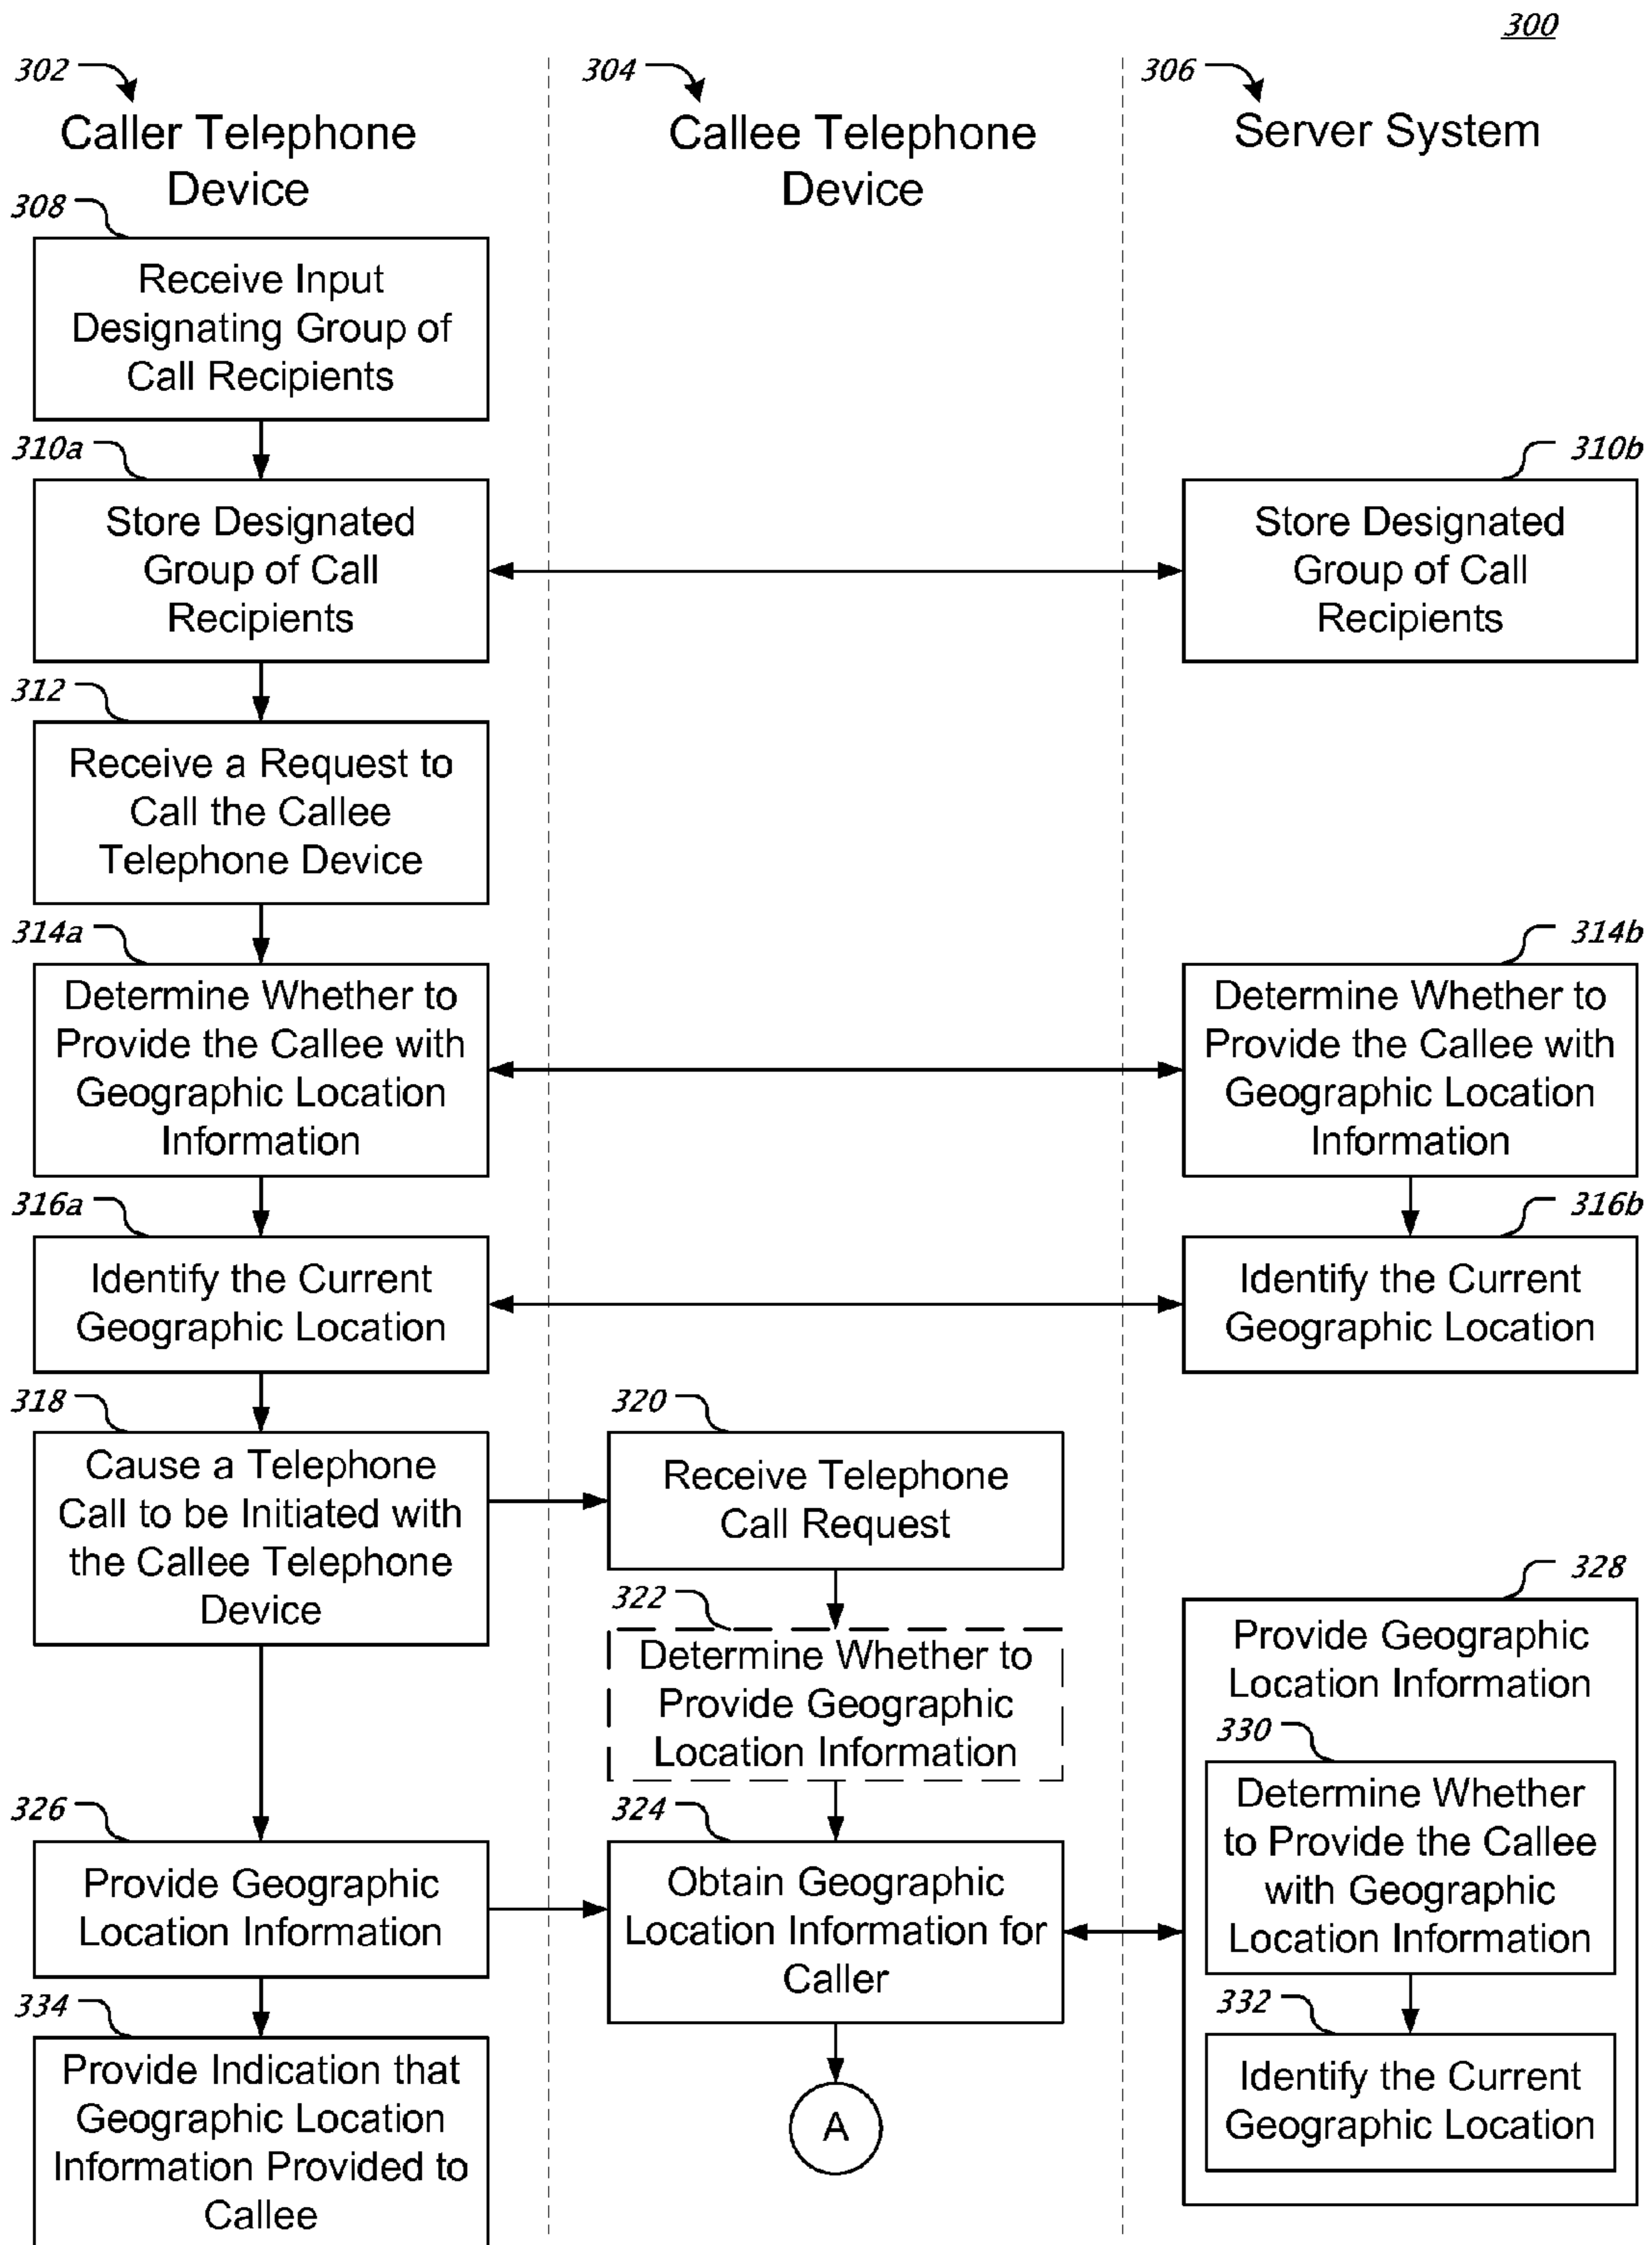 300
302
Caller Telephone
Device
304
Callee Telephone
Device
306
Server System
308
Receive Input
Designating Group of
Call Recipients
310a
Store Designated
Group of Call
Recipients
310b
Store Designated
Group of Call
Recipients
312
Receive a Request to
Call the Callee
Telephone Device
314a
Determine Whether to
Provide the Callee with
Geographic Location
Information
314b
Determine Whether to
Provide the Callee with
Geographic Location
Information
316a
Identify the Current
Geographic Location
316b
Identify the Current
Geographic Location
318
Cause a Telephone
Call to be Initiated with
the Callee Telephone
Device
320
Receive Telephone
Call Request
322
Determine Whether to
Provide Geographic
Location Information
324
Obtain Geographic
Location Information for
Caller
326
Provide Geographic
Location Information
328
Provide Geographic
Location Information
330
Determine Whether
to Provide the Callee
with Geographic
Location Information
332
Identify the Current
Geographic Location
334
Provide Indication that
Geographic Location
Information Provided to
Callee
A